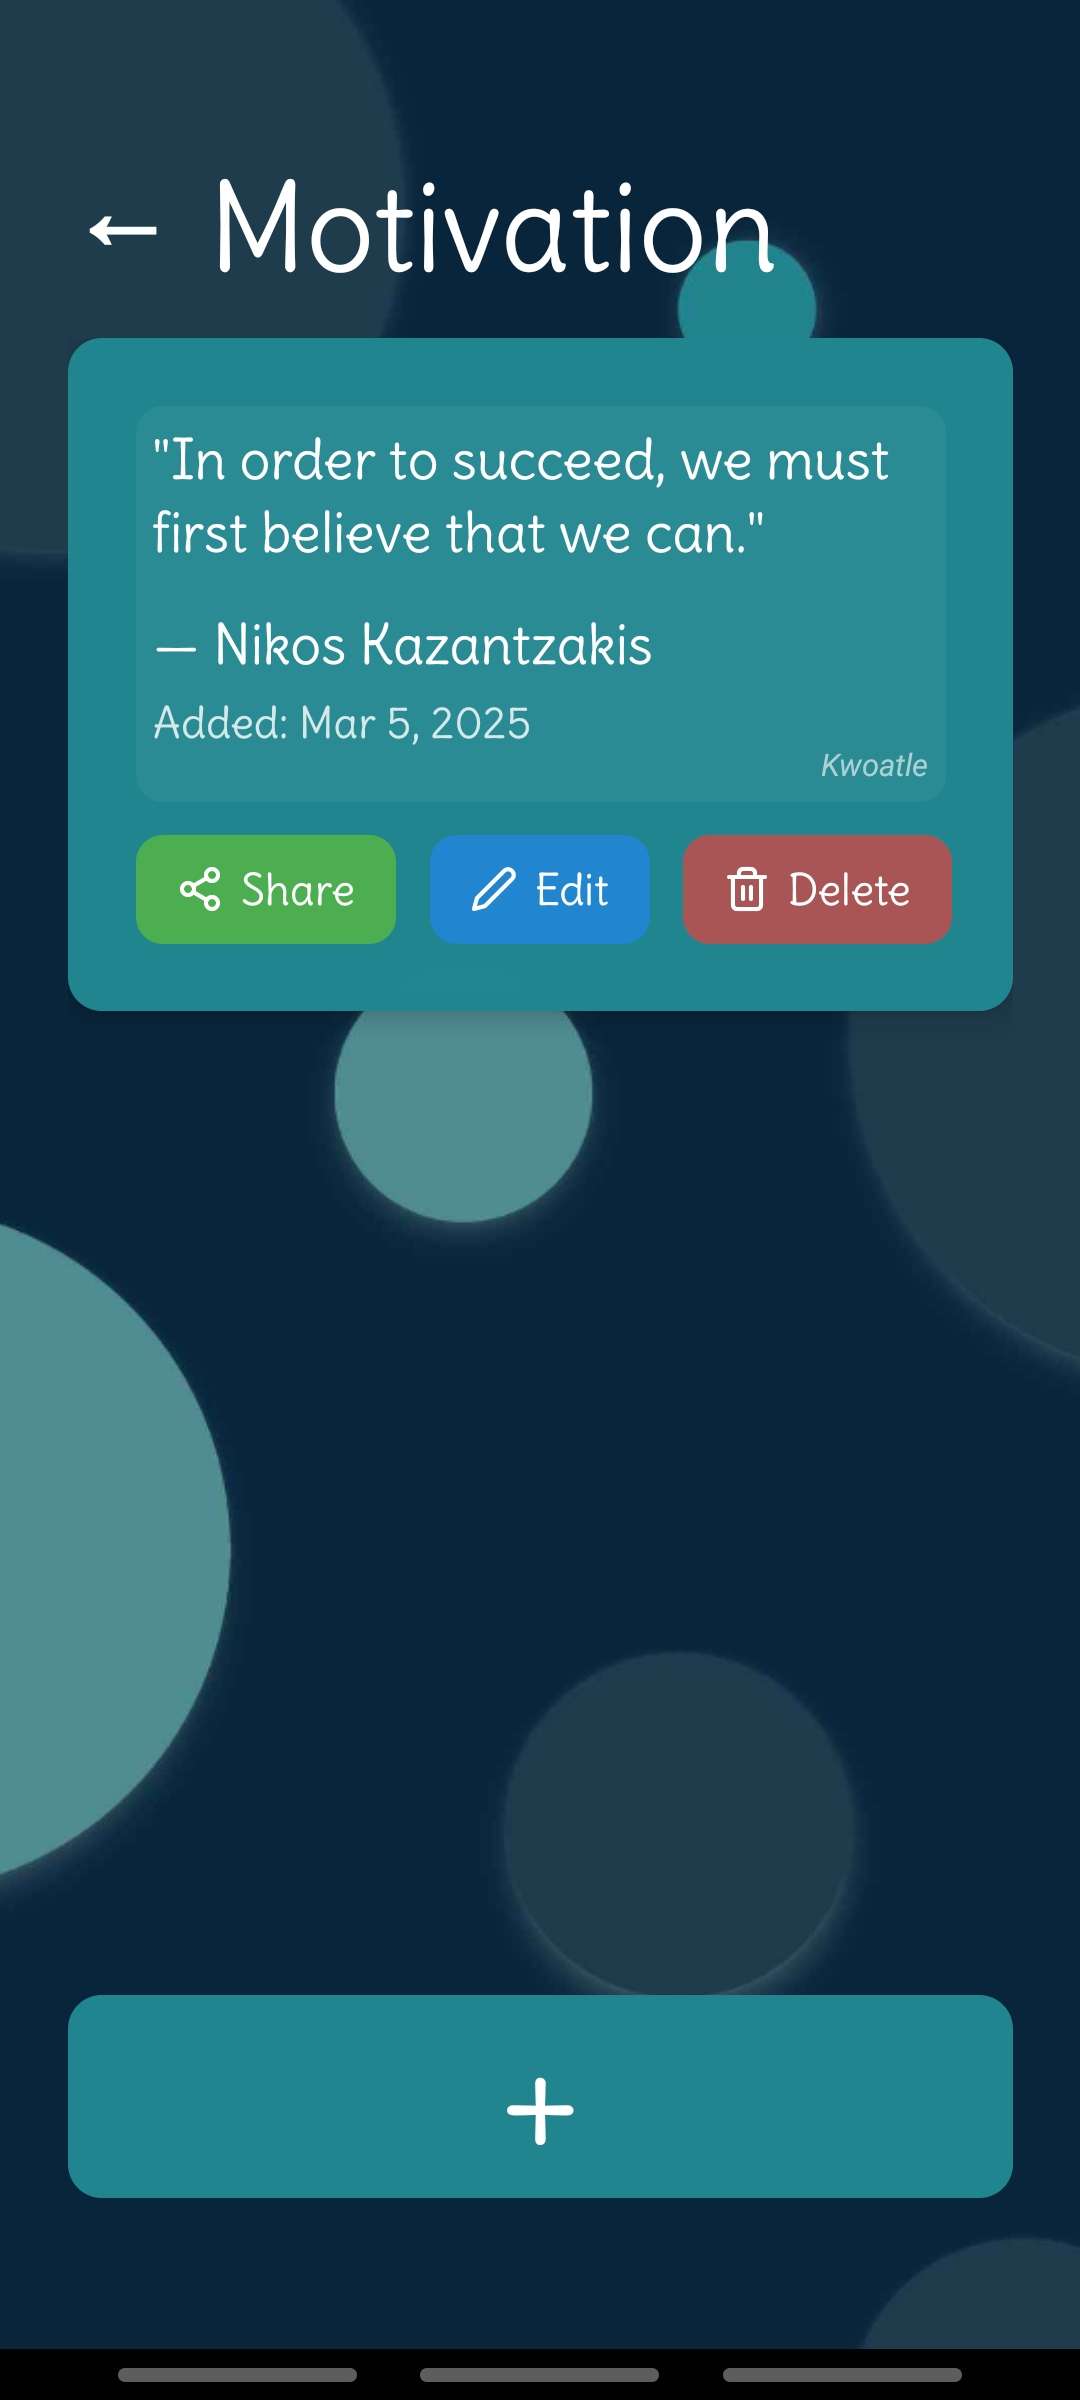 ← Motivation
"In order to succeed, we must
first believe that we can."
— Nikos Kazantzakis
Added: Mar 5, 2025
Kwoatle
Share Edit Delete
+